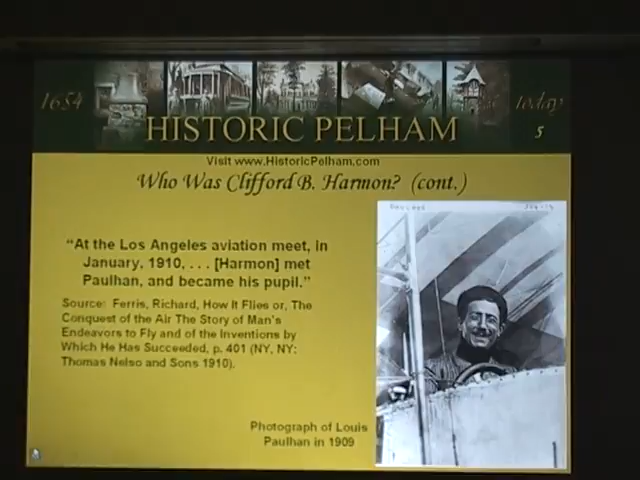 1654
today
5
HISTORIC PELHAM
Visit www.HistoricPelham.com
Who Was Clifford B. Harmon? (cont.)
"At the Los Angeles aviation meet, in
January, 1910, . . . [Harmon] met
Paulhan, and became his pupil."
Source: Ferris, Richard, How It Flies or, The
Conquest of the Air The Story of Man's
Endeavors to Fly and of the Inventions by
Which He Has Succeeded, p. 401 (NY, NY:
Thomas Nelso and Sons 1910).
Photograph of Louis
Paulhan in 1909